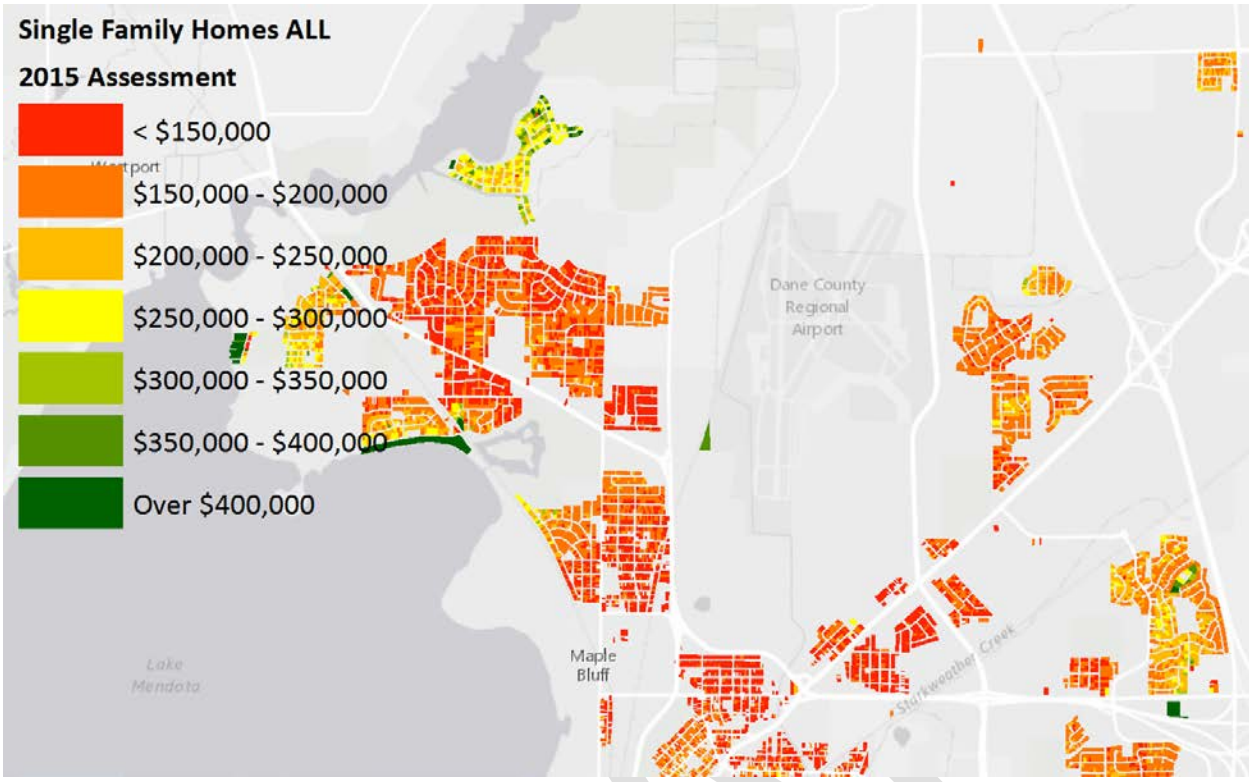 Single Family Homes ALL
2015 Assessment
< $150,000
Westport
$150,000 - $200,000
$200,000 - $250,000
$250,000 - $300,000
$300,000 - $350,000
$350,000 - $400,000
Over $400,000
Dane County
Regional
Airport
Maple
Bluff
Lake
Mendota
Starkweather Creek